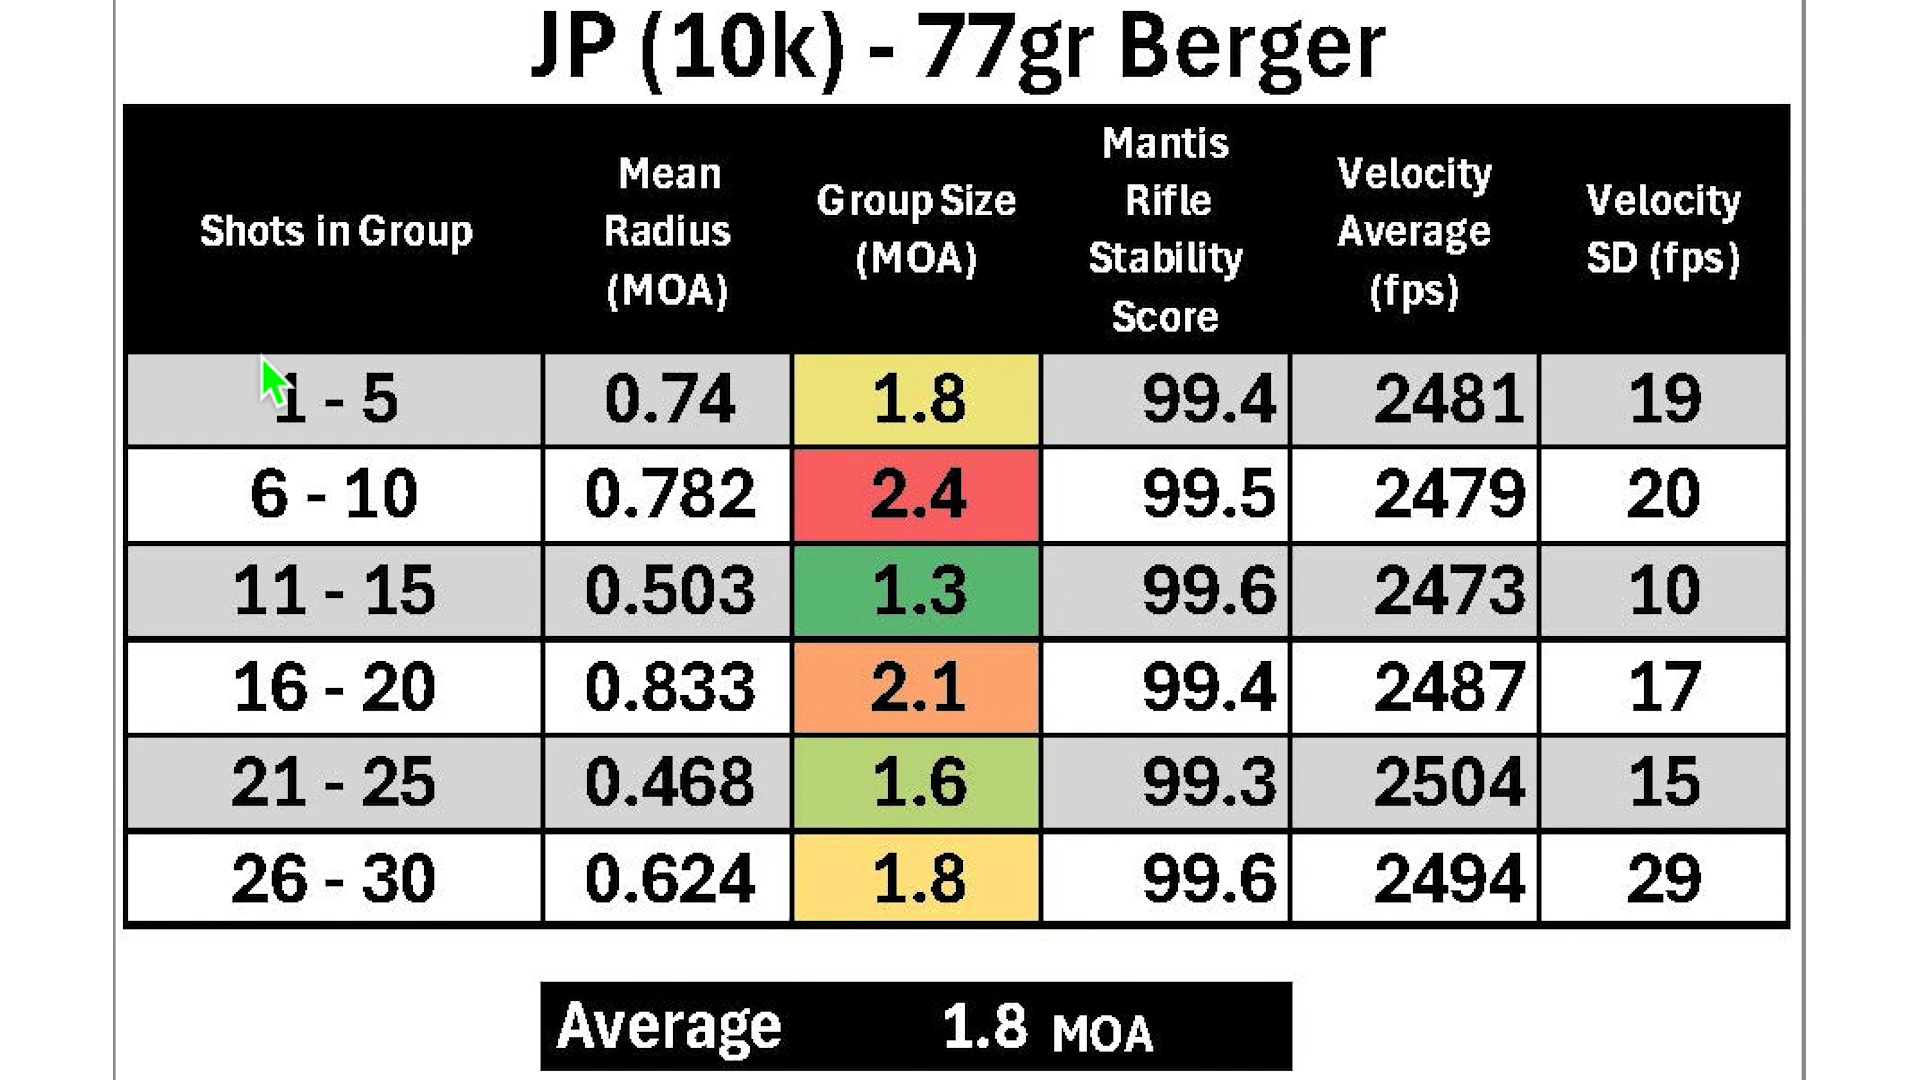 JP (10k) - 77gr Berger
Shots in Group
Mean
Radius
(MOA)
Group Size
(MOA)
Mantis
Rifle
Stability
Score
Velocity
Average
(fps)
Velocity
SD (fps)
1 - 5 0.74 1.8 99.4 2481 19
6 - 10 0.782 2.4 99.5 2479 20
11 - 15 0.503 1.3 99.6 2473 10
16 - 20 0.833 2.1 99.4 2487 17
21 - 25 0.468 1.6 99.3 2504 15
26 - 30 0.624 1.8 99.6 2494 29
Average 1.8 MOA